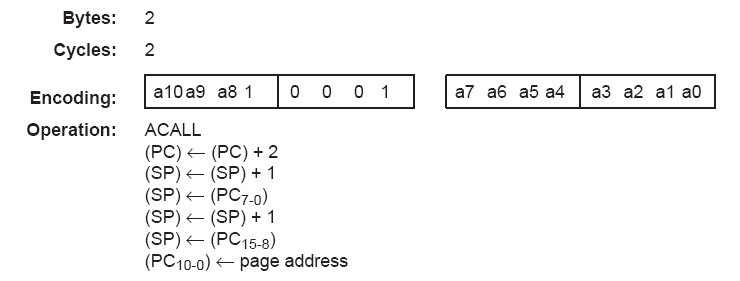 Bytes: 2
Cycles: 2
Encoding: a10 a9 a8 1 0 0 0 1 a7 a6 a5 a4 a3 a2 a1 a0
Operation: ACALL
(PC) ← (PC) + 2
(SP) ← (SP) + 1
(SP) ← (PC7-0)
(SP) ← (SP) + 1
(SP) ← (PC15-8)
(PC10-0) ← page address